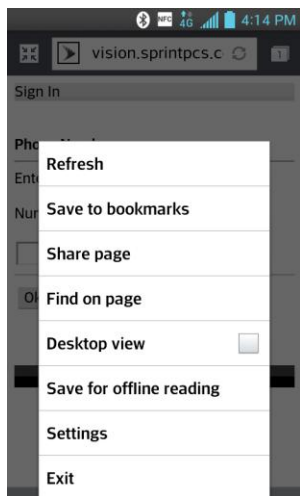 NFC 4G 4:14 PM
vision.sprintpcs.c 1
Sign In
Refresh
Save to bookmarks
Share page
Find on page
Desktop view
Save for offline reading
Settings
Exit